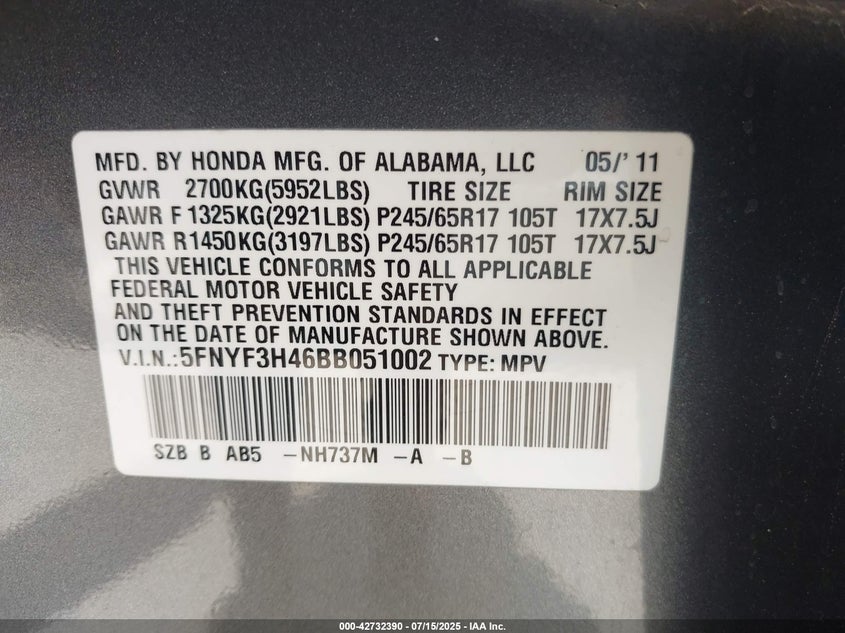 MFD. BY HONDA MFG. OF ALABAMA, LLC 05/'11
GVWR 2700KG(5952LBS) TIRE SIZE RIM SIZE
GAWR F 1325KG(2921LBS) P245/65R17 105T 17X7.5J
GAWR R1450KG(3197LBS) P245/65R17 105T 17X7.5J
THIS VEHICLE CONFORMS TO ALL APPLICABLE
FEDERAL MOTOR VEHICLE SAFETY
AND THEFT PREVENTION STANDARDS IN EFFECT
ON THE DATE OF MANUFACTURE SHOWN ABOVE.
V.I.N.:5FNYF3H46BB051002 TYPE: MPV
SZB B AB5 -NH737M -A -B
000-42732390 - 07/15/2025 - IAA Inc.